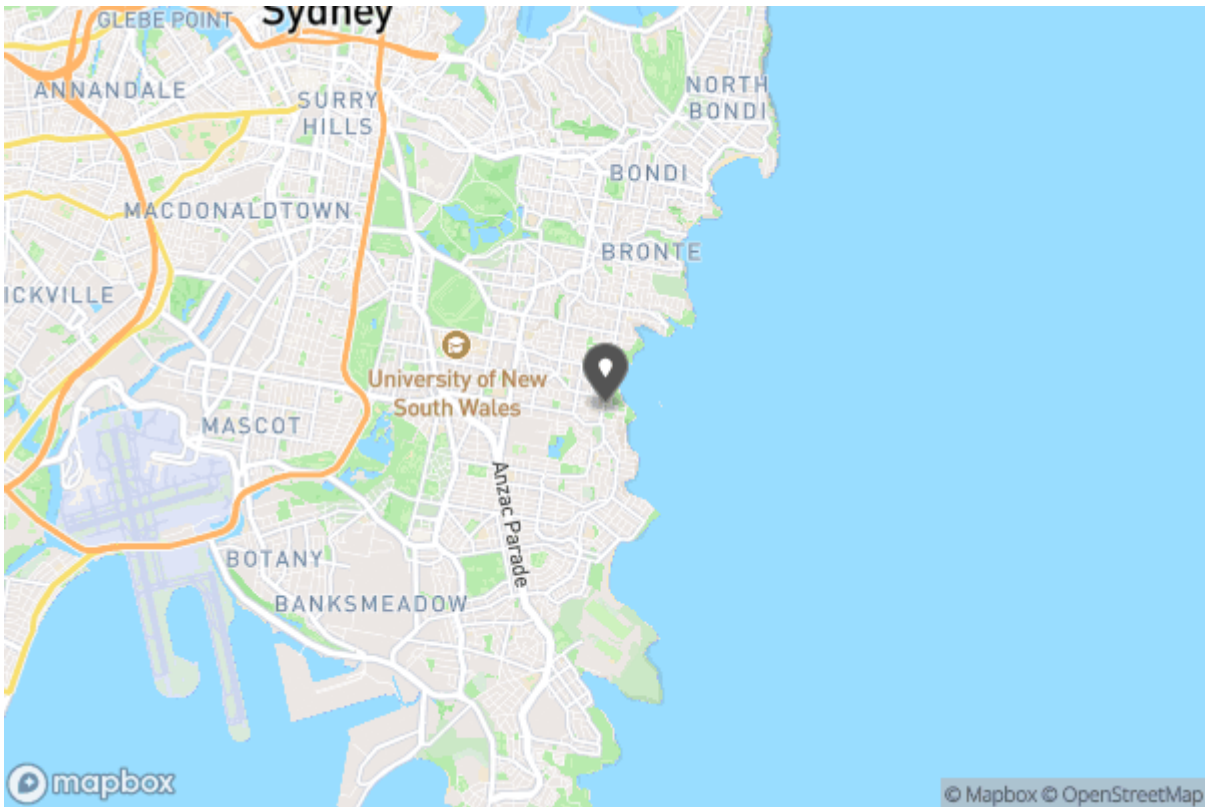 GLEBE POINT
Sydney
ANNANDALE
SURRY
HILLS
NORTH
BONDI
BONDI
MACDONALDTOWN
BRONTE
ICKVILLE
University of New
South Wales
MASCOT
Anzac Parade
BOTANY
BANKSMEADOW
mapbox
© Mapbox © OpenStreetMap